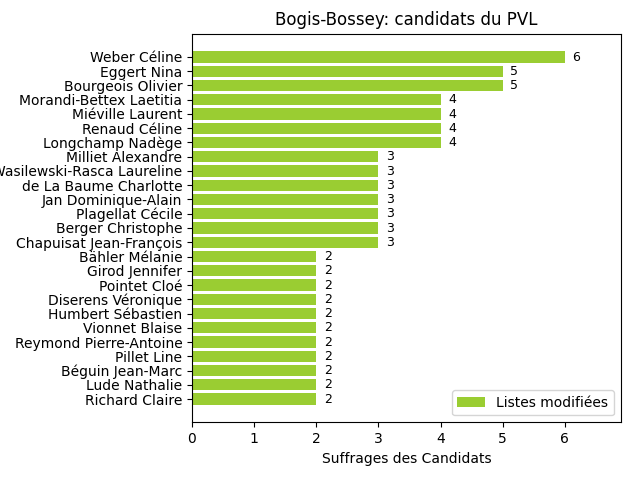 Bogis-Bossey: candidats du PVL
Weber Céline 6
Eggert Nina 5
Bourgeois Olivier 5
Morandi-Bettex Laetitia 4
Miéville Laurent 4
Renaud Céline 4
Longchamp Nadège 4
Milliet Alexandre 3
Wasilewski-Rasca Laureline 3
de La Baume Charlotte 3
Jan Dominique-Alain 3
Plagellat Cécile 3
Berger Christophe 3
Chapuisat Jean-François 3
Bähler Mélanie 2
Girod Jennifer 2
Pointet Cloé 2
Diserens Véronique 2
Humbert Sébastien 2
Vionnet Blaise 2
Reymond Pierre-Antoine 2
Pillet Line 2
Béguin Jean-Marc 2
Lude Nathalie 2
Richard Claire 2
Listes modifiées
0 1 2 3 4 5 6
Suffrages des Candidats